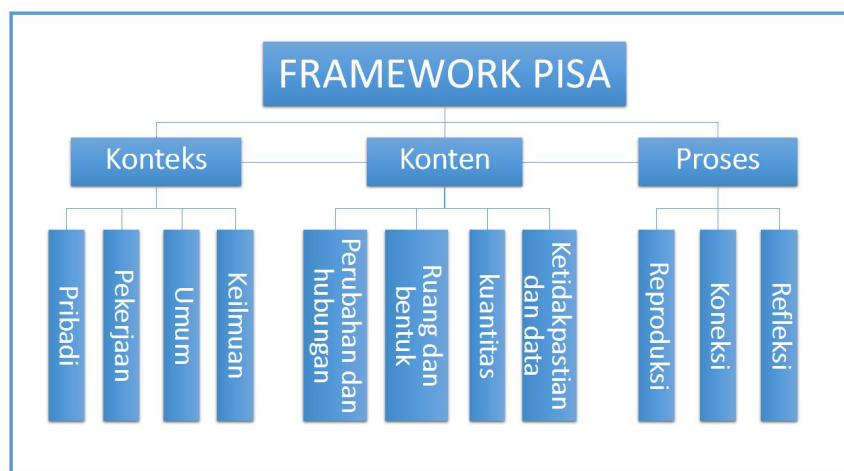 FRAMEWORK PISA
Konteks
Konten
Proses
Pribadi
Pekerjaan
Umum
Keilmuan
Perubahan dan
hubungan
Ruang dan
bentuk
kuantitas
Ketidakpastian
dan data
Reproduksi
Koneksi
Refleksi